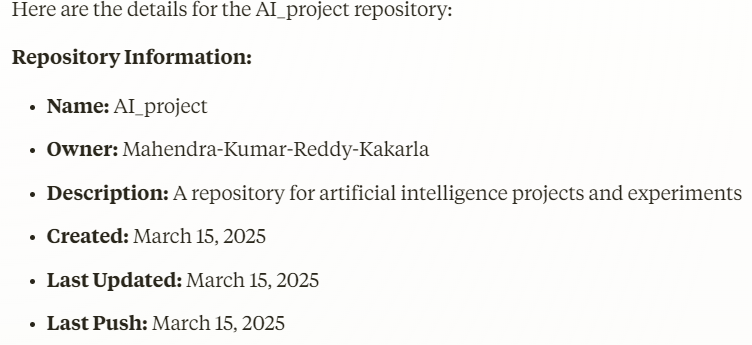 Here are the details for the AI_project repository:
Repository Information:
• Name: AI_project
• Owner: Mahendra-Kumar-Reddy-Kakarla
• Description: A repository for artificial intelligence projects and experiments
• Created: March 15, 2025
• Last Updated: March 15, 2025
• Last Push: March 15, 2025